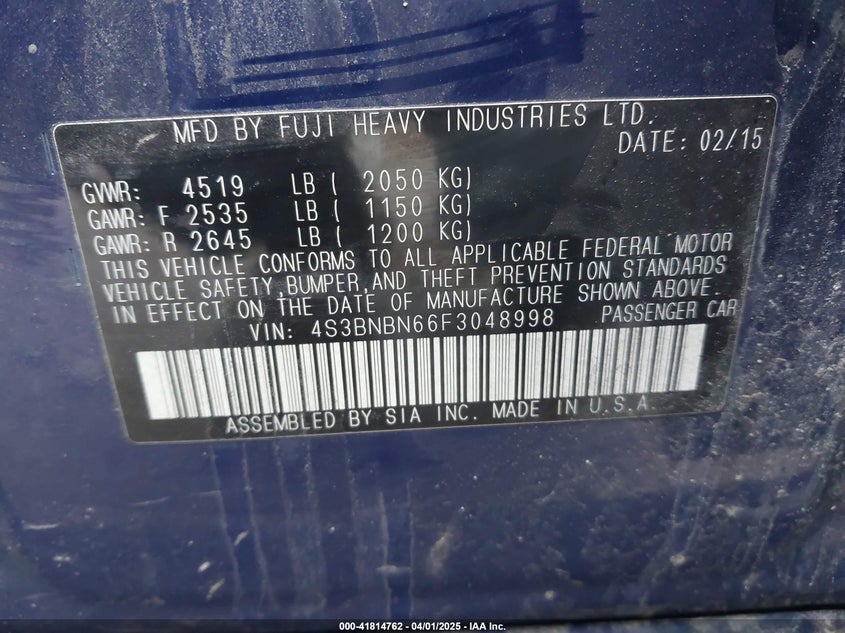 MFD BY FUJI HEAVY INDUSTRIES LTD.
DATE: 02/15
GVWR: 4519 LB ( 2050 KG)
GAWR: F 2535 LB ( 1150 KG)
GAWR: R 2645 LB ( 1200 KG)
THIS VEHICLE CONFORMS TO ALL APPLICABLE FEDERAL MOTOR
VEHICLE SAFETY,BUMPER,AND THEFT PREVENTION STANDARDS
IN EFFECT ON THE DATE OF MANUFACTURE SHOWN ABOVE.
VIN: 4S3BNBN66F3048998 PASSENGER CAR
ASSEMBLED BY SIA INC. MADE IN U.S.A.
000-41814762 - 04/01/2025 - IAA Inc.